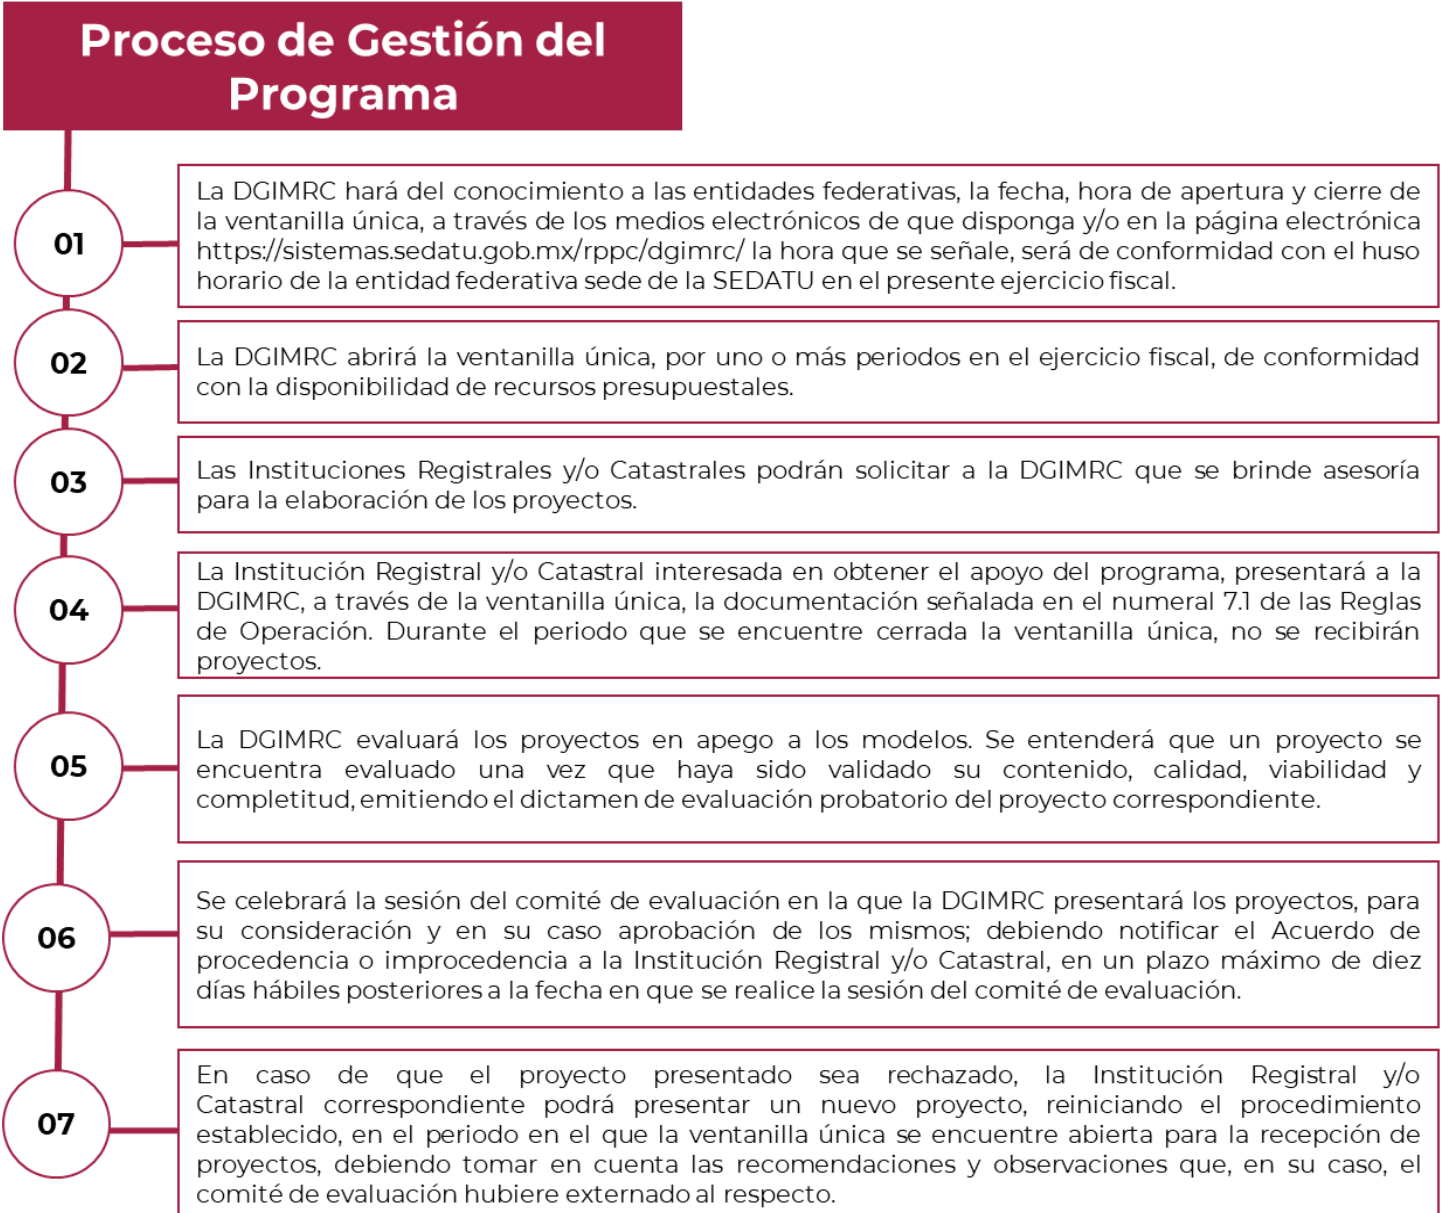 Proceso de Gestión del
Programa
01
La DGIMRC hará del conocimiento a las entidades federativas, la fecha, hora de apertura y cierre de
la ventanilla única, a través de los medios electrónicos de que disponga y/o en la página electrónica
https://sistemas.sedatu.gob.mx/rppc/dgimrc/ la hora que se señale, será de conformidad con el huso
horario de la entidad federativa sede de la SEDATU en el presente ejercicio fiscal.
02
La DGIMRC abrirá la ventanilla única, por uno o más periodos en el ejercicio fiscal, de conformidad
con la disponibilidad de recursos presupuestales.
03
Las Instituciones Registrales y/o Catastrales podrán solicitar a la DGIMRC que se brinde asesoría
para la elaboración de los proyectos.
04
La Institución Registral y/o Catastral interesada en obtener el apoyo del programa, presentará a la
DGIMRC, a través de la ventanilla única, la documentación señalada en el numeral 7.1 de las Reglas
de Operación. Durante el periodo que se encuentre cerrada la ventanilla única, no se recibirán
proyectos.
05
La DGIMRC evaluará los proyectos en apego a los modelos. Se entenderá que un proyecto se
encuentra evaluado una vez que haya sido validado su contenido, calidad, viabilidad y
completitud, emitiendo el dictamen de evaluación probatorio del proyecto correspondiente.
06
Se celebrará la sesión del comité de evaluación en la que la DGIMRC presentará los proyectos, para
su consideración y en su caso aprobación de los mismos; debiendo notificar el Acuerdo de
procedencia o improcedencia a la Institución Registral y/o Catastral, en un plazo máximo de diez
días hábiles posteriores a la fecha en que se realice la sesión del comité de evaluación.
07
En caso de que el proyecto presentado sea rechazado, la Institución Registral y/o
Catastral correspondiente podrá presentar un nuevo proyecto, reiniciando el procedimiento
establecido, en el periodo en el que la ventanilla única se encuentre abierta para la recepción de
proyectos, debiendo tomar en cuenta las recomendaciones y observaciones que, en su caso, el
comité de evaluación hubiere externado al respecto.